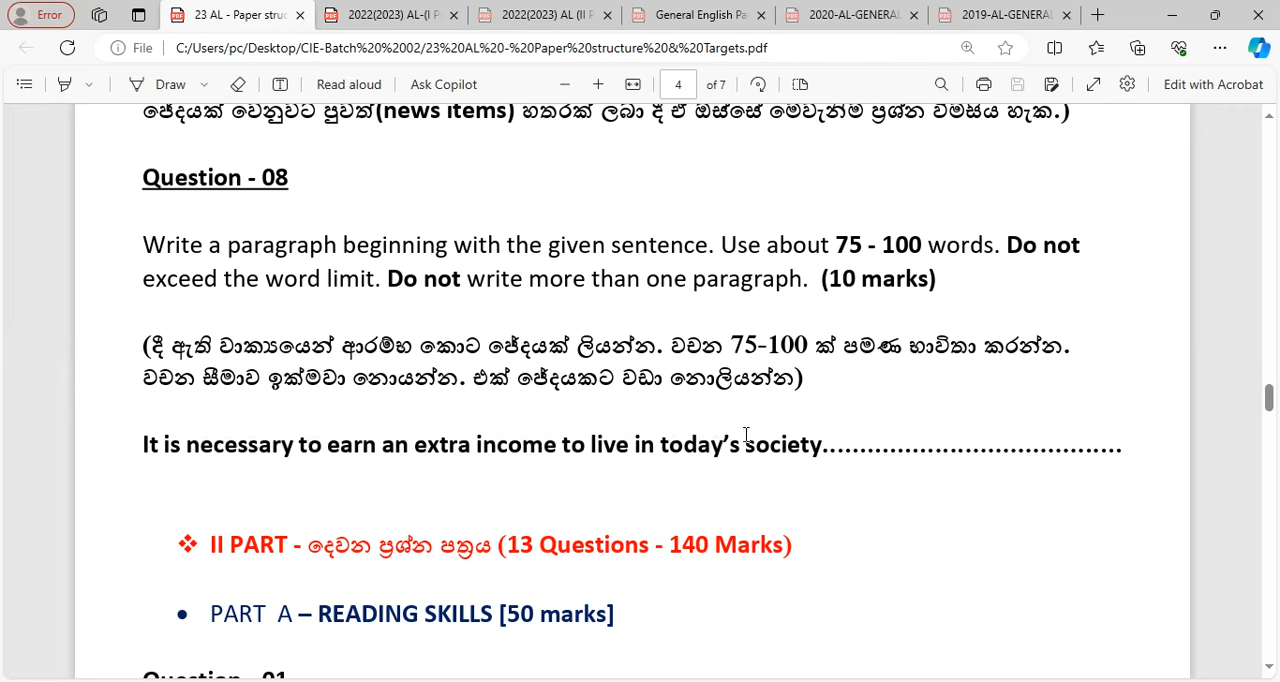 Error
23 AL - Paper struc
2022(2023) AL-(I P
2022(2023) AL (II P
General English Pa
2020-AL-GENERAL
2019-AL-GENERAL
File
C:/Users/pc/Desktop/CIE-Batch%20%2002/23%20AL%20-%20Paper%20structure%20&%20Targets.pdf
Draw
Read aloud
Ask Copilot
4
of 7
Edit with Acrobat
ඡේදයක් වෙනුවට පුවත්(news items) හතරක් ලබා දී ඒ ඔස්සේ මෙවැනිම ප්‍රශ්න විමසිය හැක.)
Question - 08
Write a paragraph beginning with the given sentence. Use about 75 - 100 words. Do not
exceed the word limit. Do not write more than one paragraph. (10 marks)
(දී ඇති වාක්‍යයෙන් ආරම්භ කොට ඡේදයක් ලියන්න. වචන 75-100 ක් පමණ භාවිතා කරන්න.
වචන සීමාව ඉක්මවා නොයන්න. එක් ඡේදයකට වඩා නොලියන්න)
It is necessary to earn an extra income to live in today’s society.......................................
❖ II PART - දෙවන ප්‍රශ්න පත්‍රය (13 Questions - 140 Marks)
• PART A – READING SKILLS [50 marks]
Question - 01